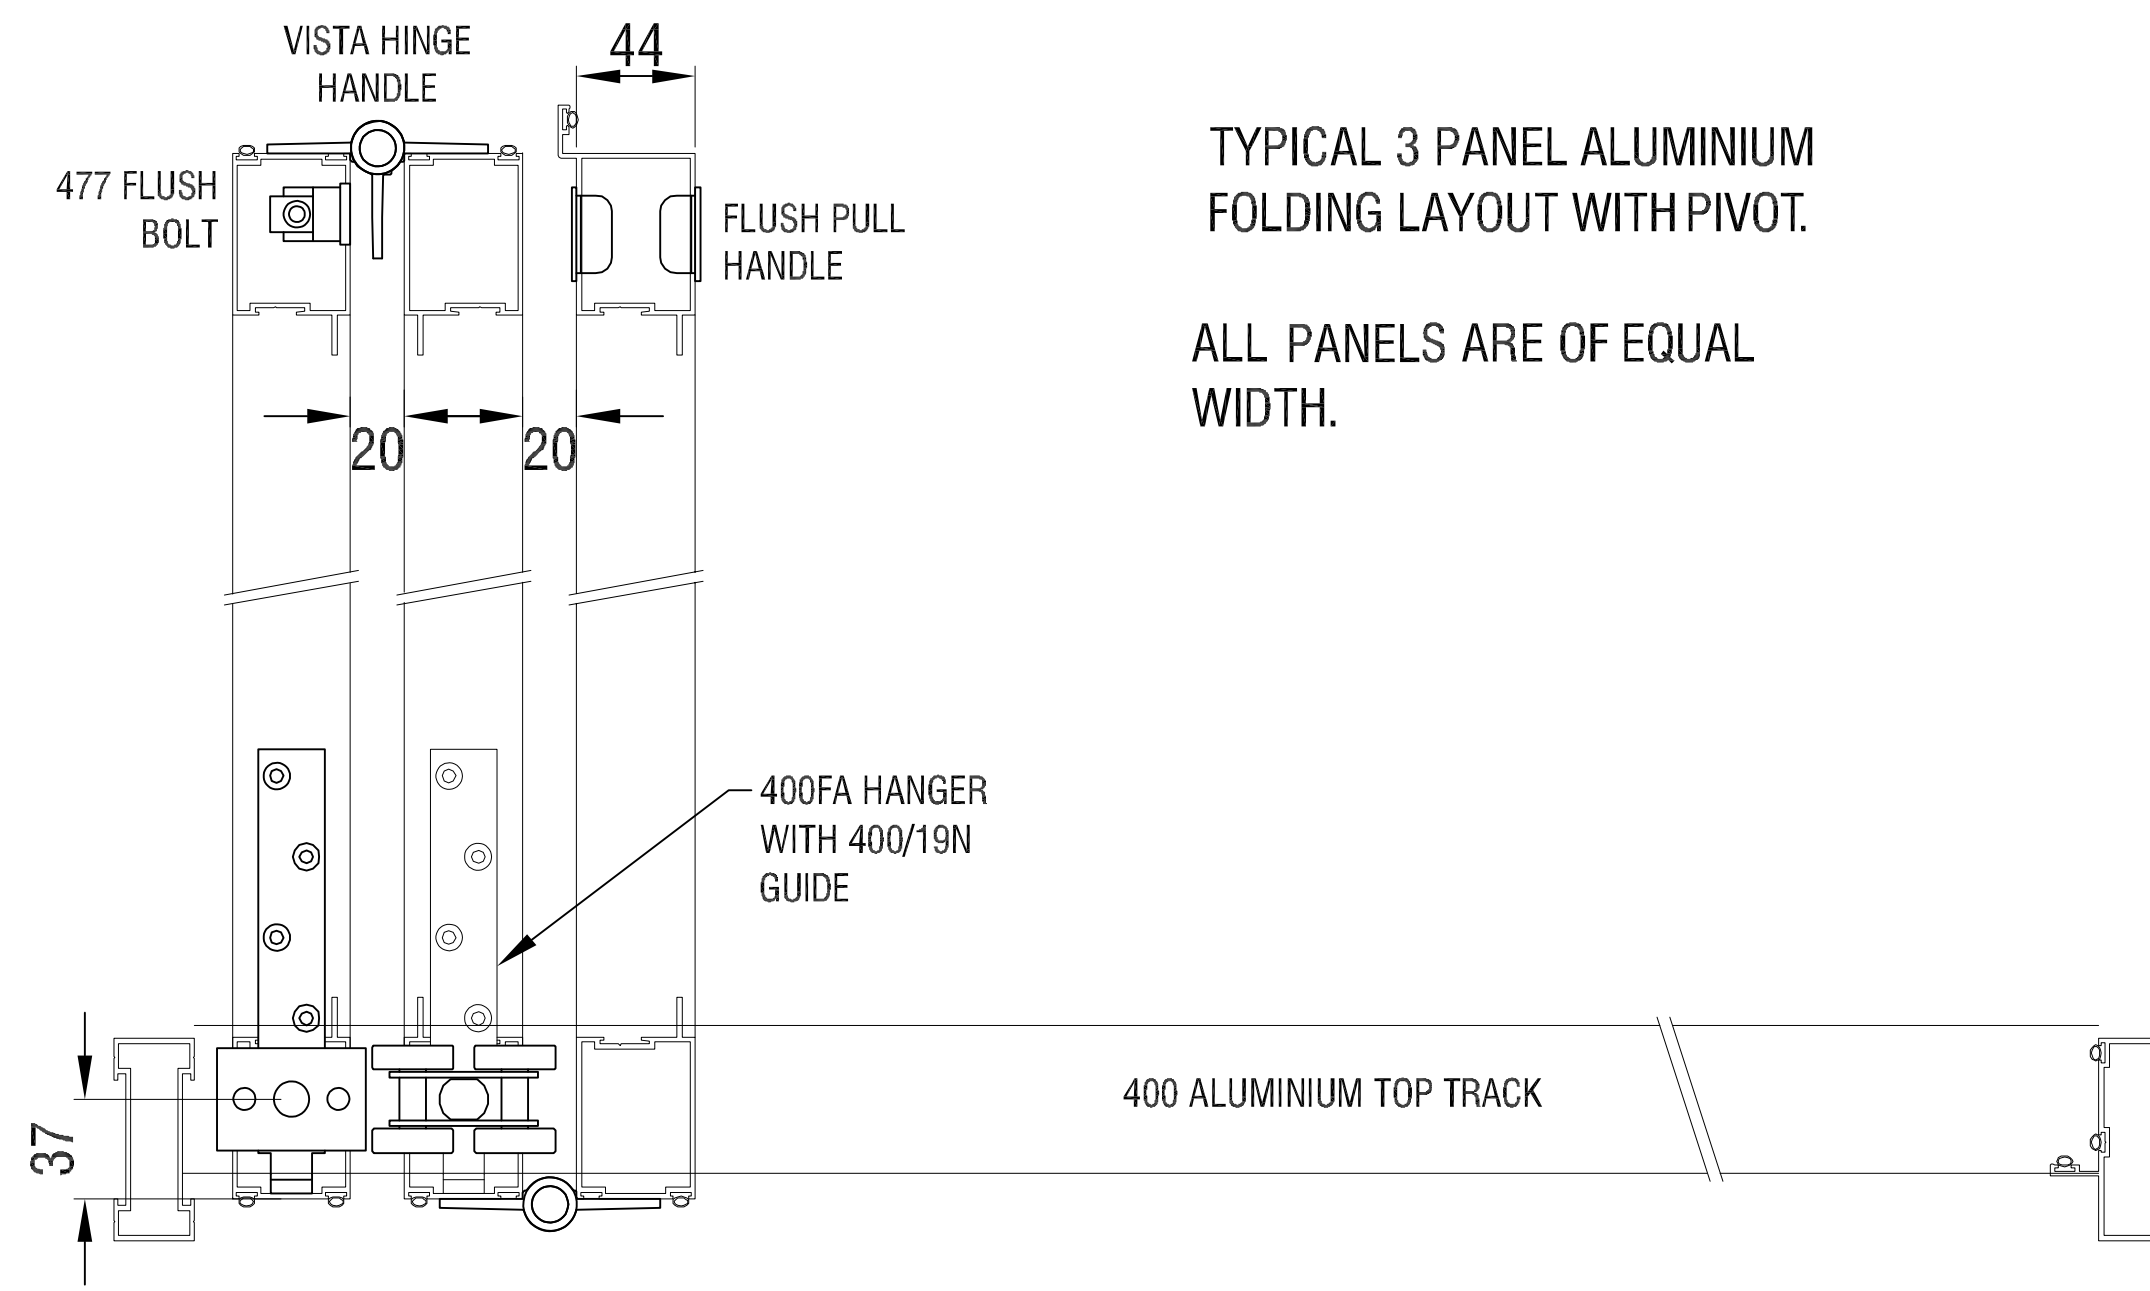 VISTA HINGE
HANDLE
44
477 FLUSH
BOLT
FLUSH PULL
HANDLE
TYPICAL 3 PANEL ALUMINIUM
FOLDING LAYOUT WITH PIVOT.
ALL PANELS ARE OF EQUAL
WIDTH.
20
20
400FA HANGER
WITH 400/19N
GUIDE
400 ALUMINIUM TOP TRACK
37